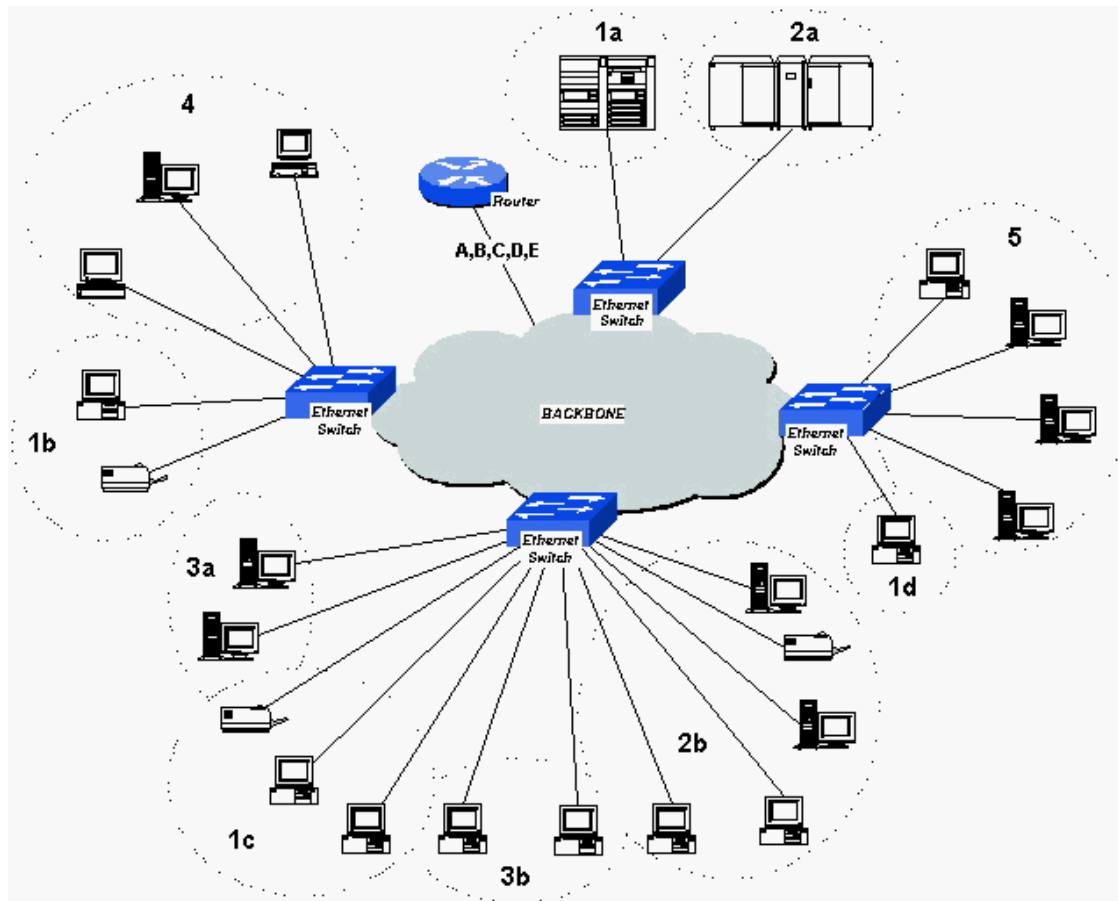 1a
2a
4
Router
A,B,C,D,E
5
Ethernet
Switch
Ethernet
Switch
BACKBONE
Ethernet
Switch
1b
Ethernet
Switch
3a
1d
2b
1c
3b